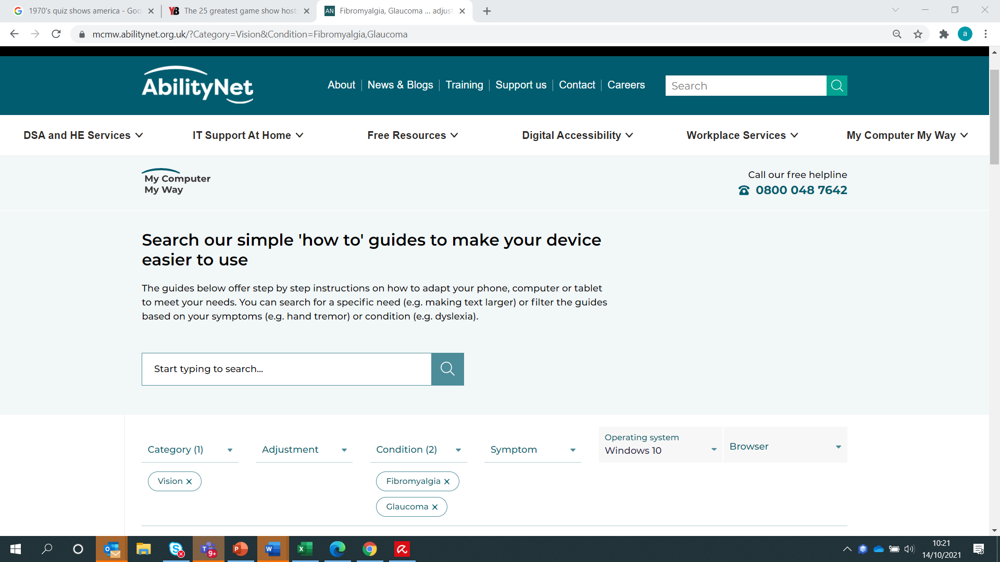 1970's quiz shows america - Goo
The 25 greatest game show hosts
Fibromyalgia, Glaucoma ... adjust
mcmw.abilitynet.org.uk/?Category=Vision&Condition=Fibromyalgia,Glaucoma
a
AbilityNet
About
News & Blogs
Training
Support us
Contact
Careers
Search
DSA and HE Services
IT Support At Home
Free Resources
Digital Accessibility
Workplace Services
My Computer My Way
My Computer
My Way
Call our free helpline
0800 048 7642
Search our simple 'how to' guides to make your device
easier to use
The guides below offer step by step instructions on how to adapt your phone, computer or tablet
to meet your needs. You can search for a specific need (e.g. making text larger) or filter the guides
based on your symptoms (e.g. hand tremor) or condition (e.g. dyslexia).
Start typing to search...
Category (1)
Adjustment
Condition (2)
Symptom
Operating system
Windows 10
Browser
Vision
Fibromyalgia
Glaucoma
9+
10:21
14/10/2021